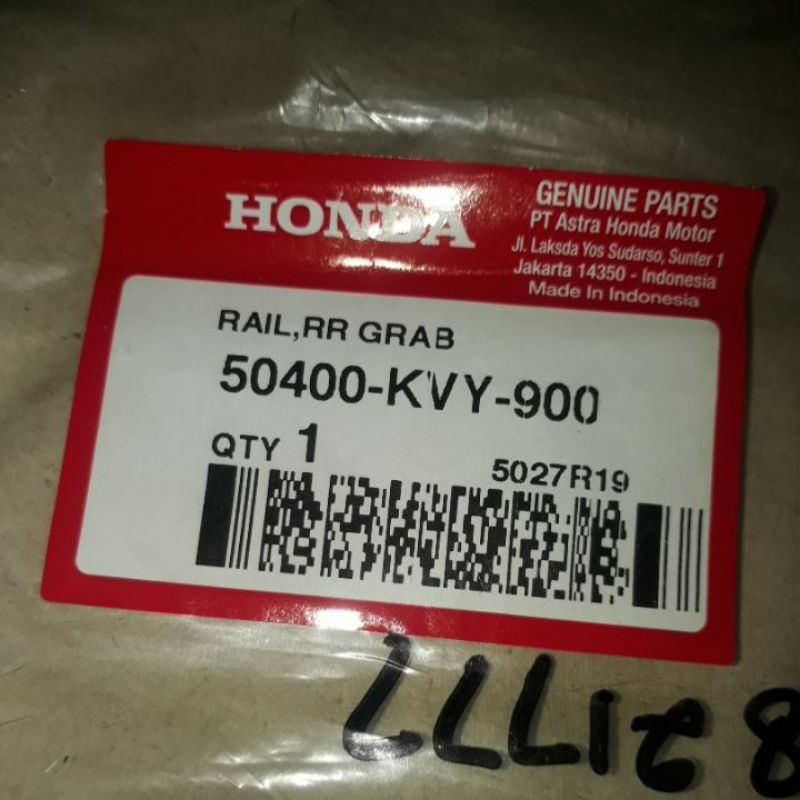 HONDA
GENUINE PARTS
PT Astra Honda Motor
Jl. Laksda Yos Sudarso, Sunter 1
Jakarta 14350 - Indonesia
Made In Indonesia
RAIL,RR GRAB
50400-KVY-900
QTY 1
5027R19